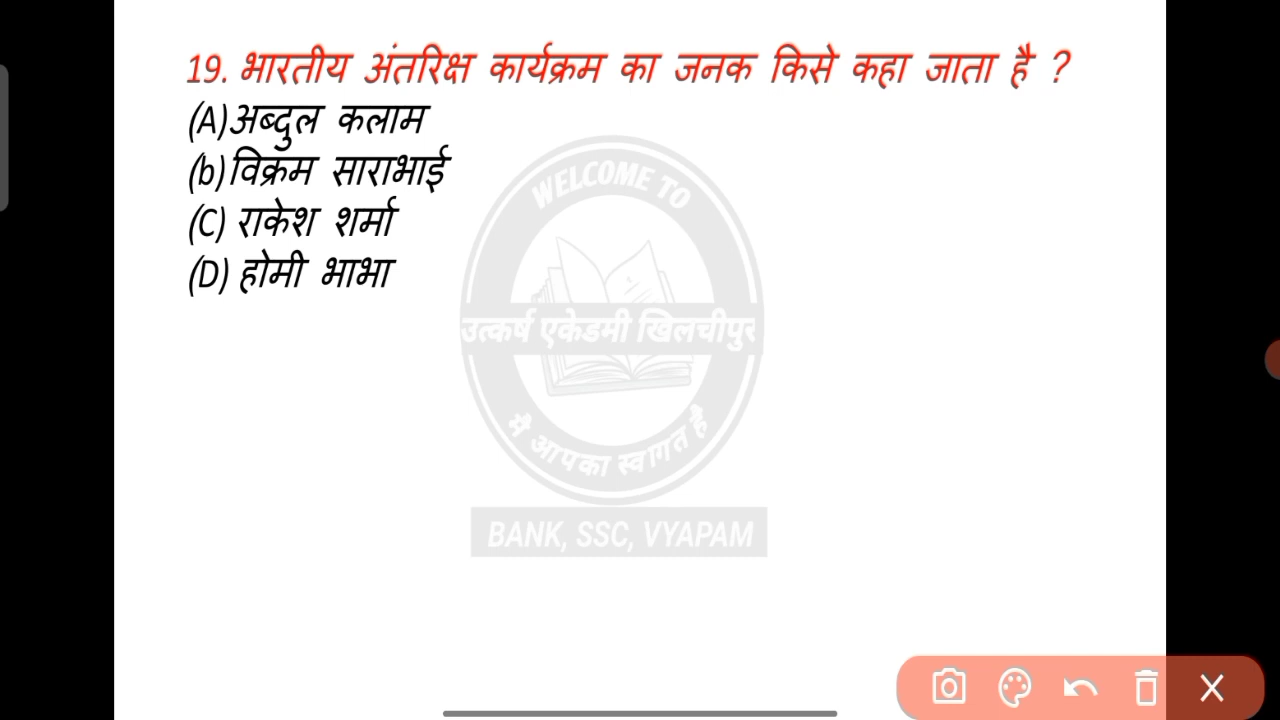 19. भारतीय अंतरिक्ष कार्यक्रम का जनक किसे कहा जाता है ?
(A)अब्दुल कलाम
(b)विक्रम साराभाई
(C) राकेश शर्मा
(D) होमी भाभा
WELCOME TO
उत्कर्ष एकेडमी खिलचीपुर
मै आपका स्वागत है
BANK, SSC, VYAPAM